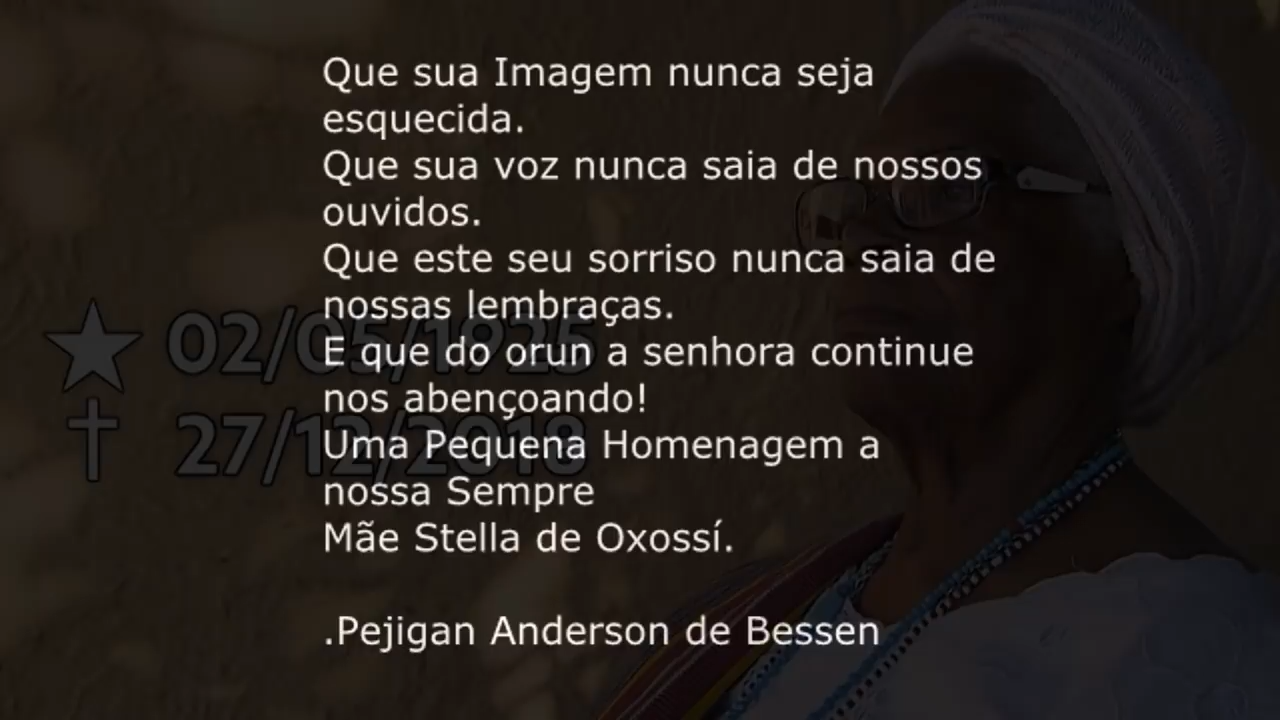 Que sua Imagem nunca seja
esquecida.
Que sua voz nunca saia de nossos
ouvidos.
Que este seu sorriso nunca saia de
nossas lembraças.
E que do orun a senhora continue
nos abençoando!
Uma Pequena Homenagem a
nossa Sempre
Mãe Stella de Oxossí.
.Pejigan Anderson de Bessen
02/05/1925
27/12/2018